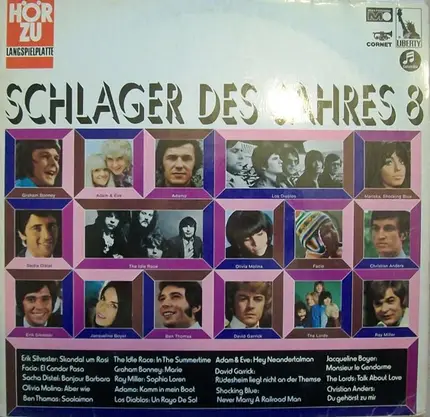 HÖR
ZU
LANGSPIELPLATTE
CORNET
LIBERTY
SCHLAGER DES JAHRES 8
Graham Bonney
Adam & Eve
Adamo
Los Diablos
Mariska, Shocking Blue
Sacha Distel
The Idle Race
Olivia Molina
Facio
Christian Anders
Erik Silvester
Jacqueline Boyer
Ben Thomas
David Garrick
The Lords
Ray Miller
Erik Silvester: Skandal um Rosi
Facio: El Condor Pasa
Sacha Distel: Bonjour Barbara
Olivia Molina: Aber wie
Ben Thomas: Soolaimon
The Idle Race: In The Summertime
Graham Bonney: Marie
Ray Miller: Sophia Loren
Adamo: Komm in mein Boot
Los Diablos: Un Rayo De Sol
Adam & Eve: Hey Neandertalman
David Garrick:
Rüdesheim liegt nicht an der Themse
Shocking Blue:
Never Marry A Railroad Man
Jacqueline Boyer:
Monsieur le Gendarme
The Lords: Talk About Love
Christian Anders:
Du gehörst zu mir